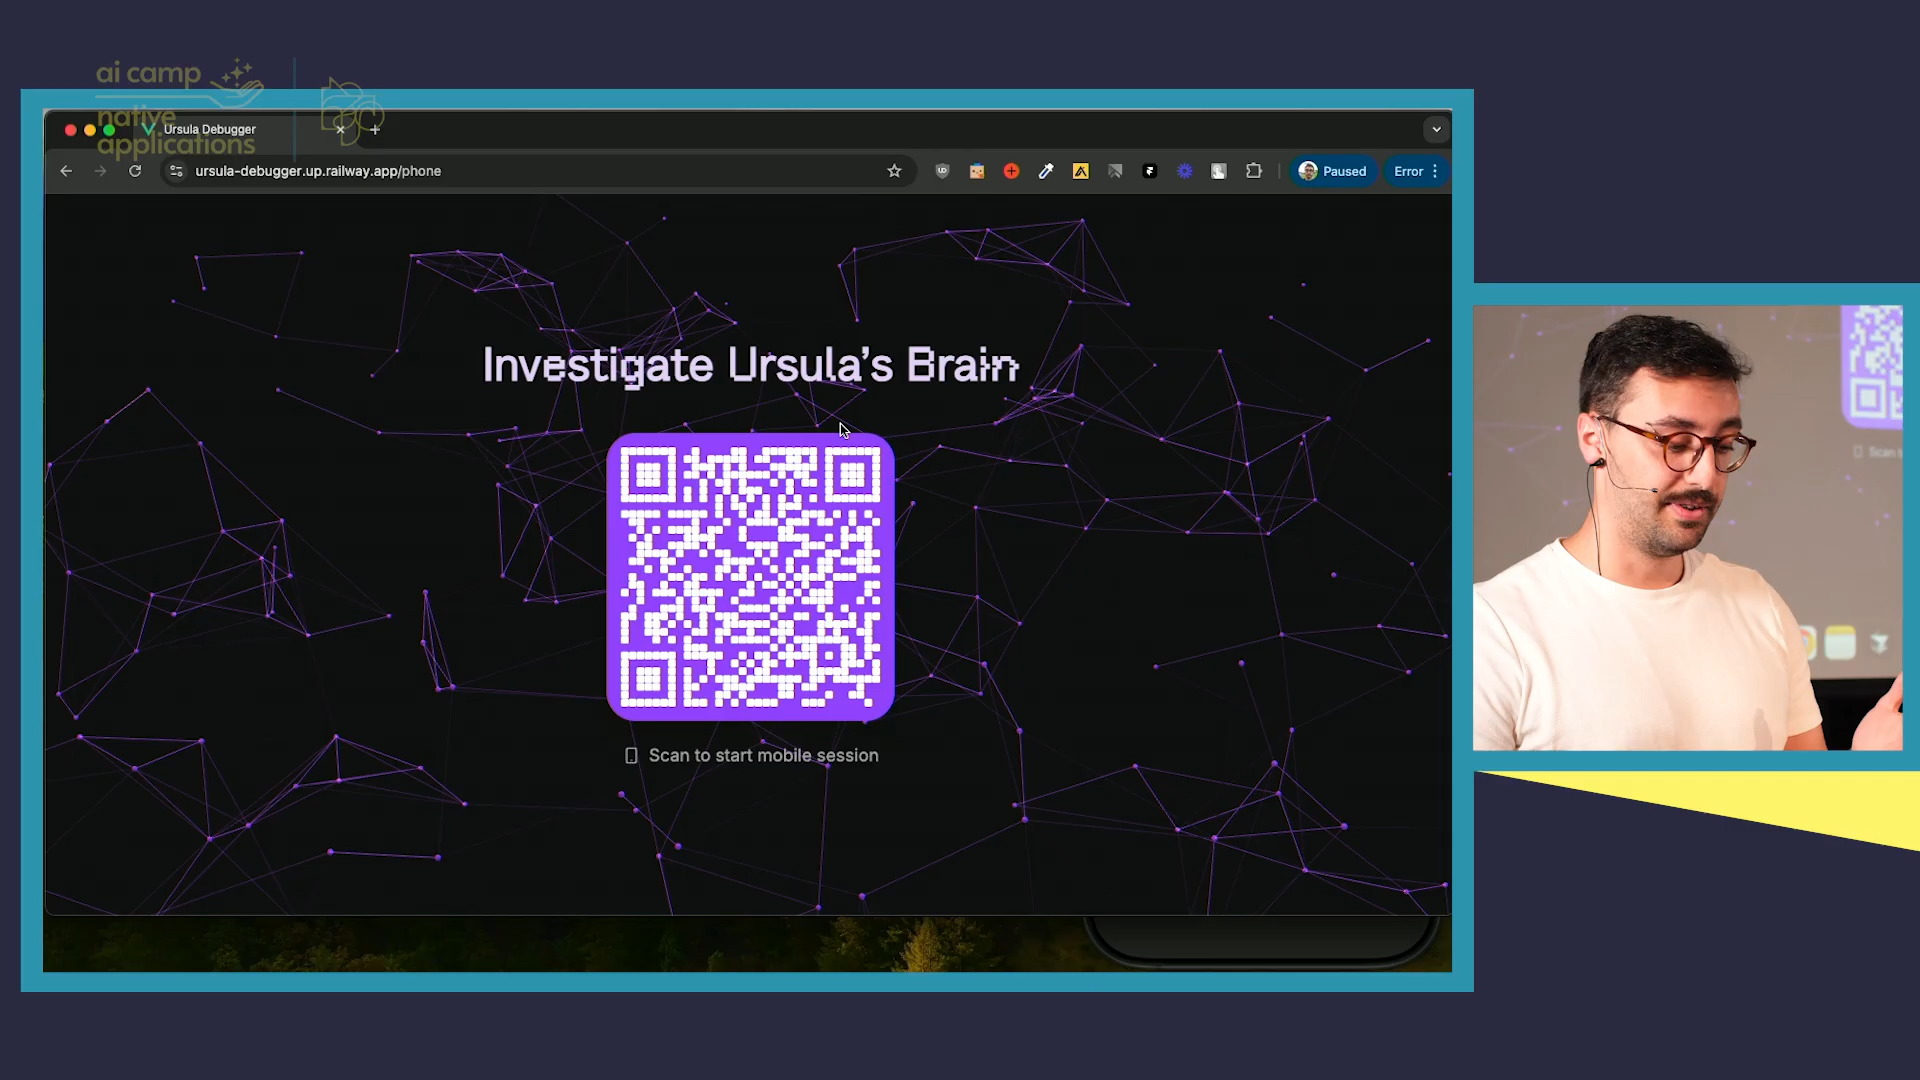 ai camp
native
applications
Ursula Debugger
ursula-debugger.up.railway.app/phone
Paused
Error
Investigate Ursula's Brain
Scan to start mobile session